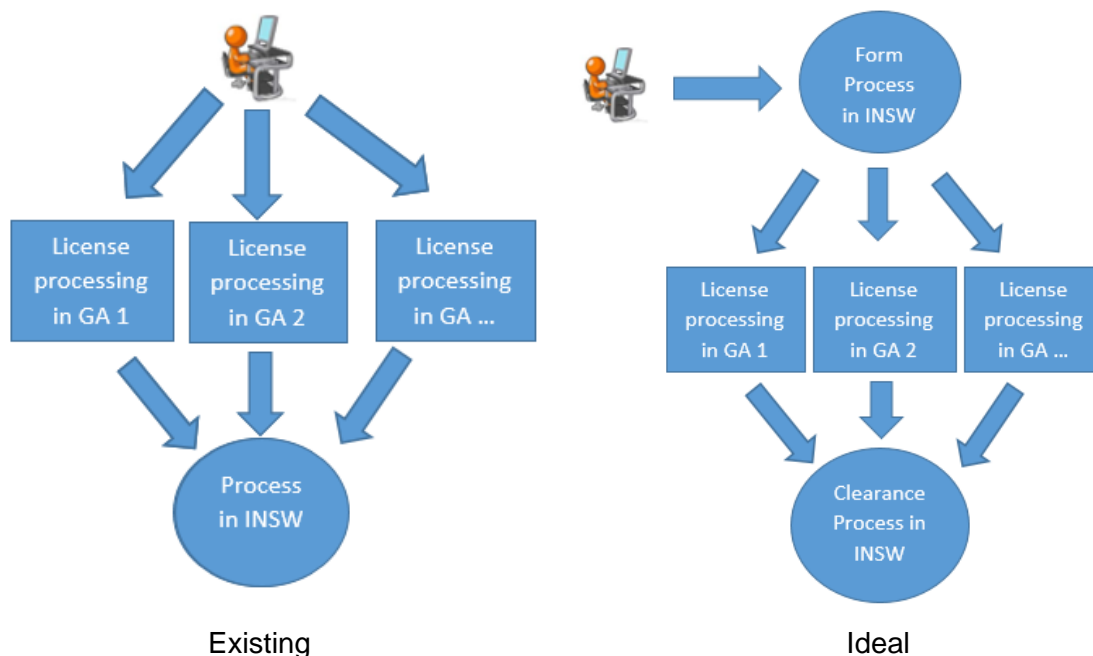 License
processing
in GA 1
License
processing
in GA 2
License
processing
in GA ...
Process
in INSW
Existing
Form
Process
in INSW
License
processing
in GA 1
License
processing
in GA 2
License
processing
in GA ...
Clearance
Process in
INSW
Ideal